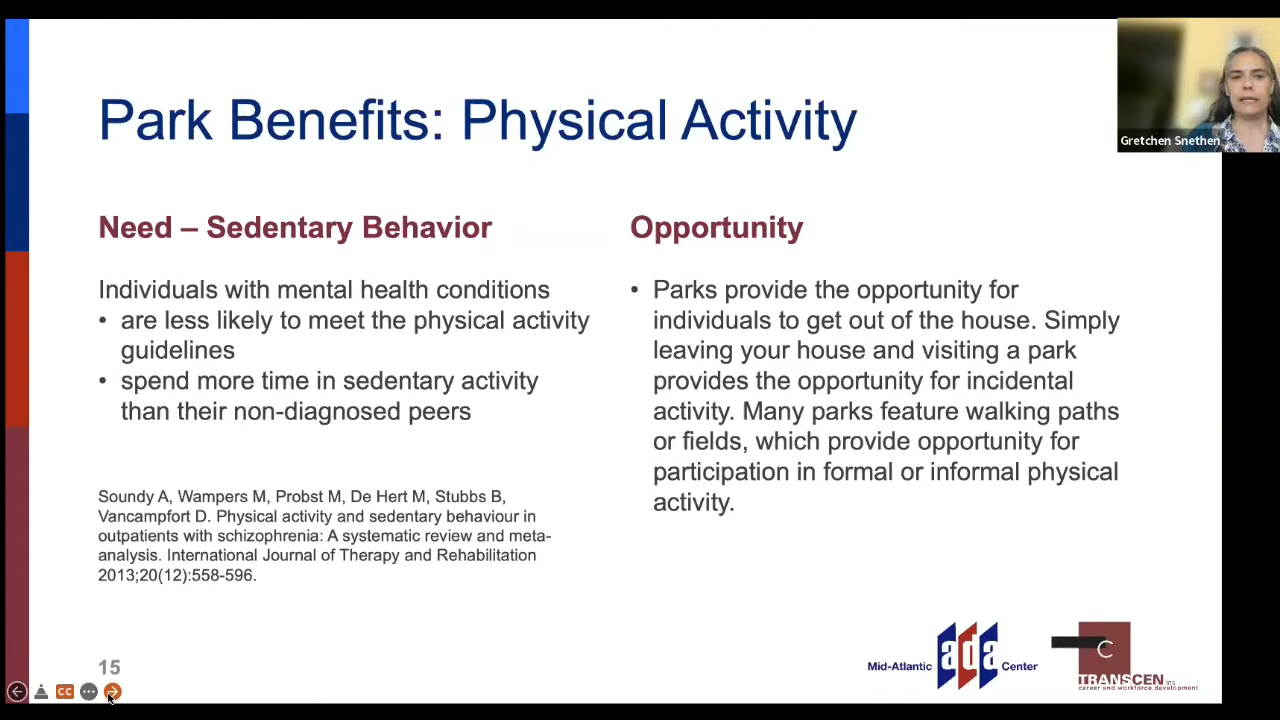 Park Benefits: Physical Activity
Gretchen Snethen
Need – Sedentary Behavior
Individuals with mental health conditions
• are less likely to meet the physical activity
guidelines
• spend more time in sedentary activity
than their non-diagnosed peers
Soundy A, Wampers M, Probst M, De Hert M, Stubbs B,
Vancampfort D. Physical activity and sedentary behaviour in
outpatients with schizophrenia: A systematic review and meta-
analysis. International Journal of Therapy and Rehabilitation
2013;20(12):558-596.
Opportunity
• Parks provide the opportunity for
individuals to get out of the house. Simply
leaving your house and visiting a park
provides the opportunity for incidental
activity. Many parks feature walking paths
or fields, which provide opportunity for
participation in formal or informal physical
activity.
15
CC
Mid-Atlantic ada Center
C
TRANSCEN inc.
career and workforce development